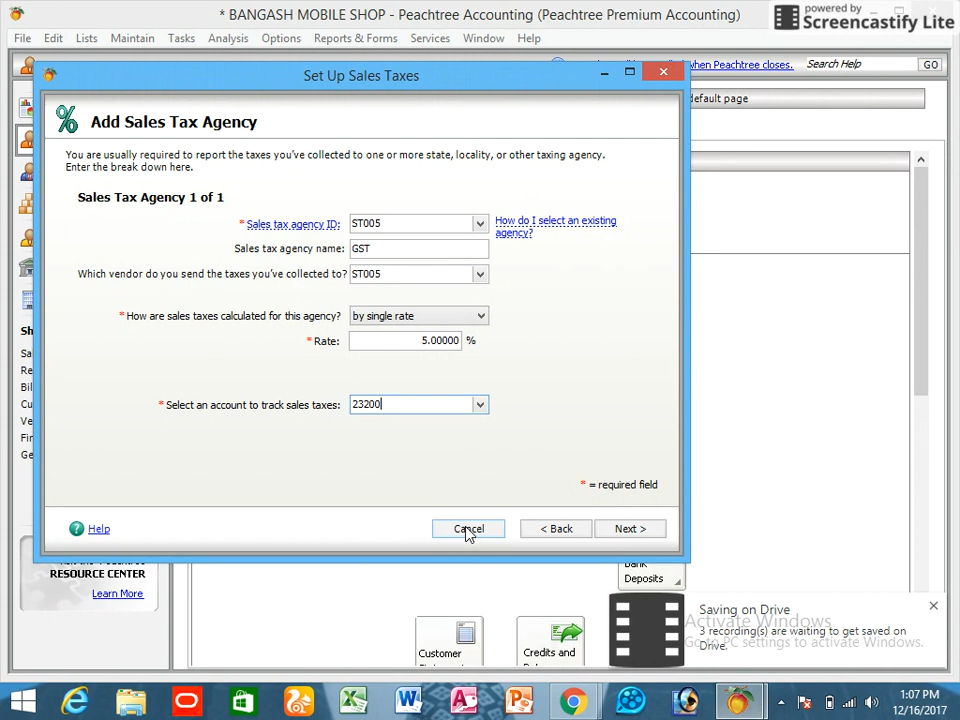 * BANGASH MOBILE SHOP - Peachtree Accounting (Peachtree Premium Accounting)
powered by
Screencastify Lite
File Edit Lists Maintain Tasks Analysis Options Reports & Forms Services Window Help
when Peachtree closes. Search Help GO
Set Up Sales Taxes
default page
Add Sales Tax Agency
You are usually required to report the taxes you've collected to one or more state, locality, or other taxing agency.
Enter the break down here.
Sales Tax Agency 1 of 1
* Sales tax agency ID: ST005 How do I select an existing
agency?
Sales tax agency name: GST
Which vendor do you send the taxes you've collected to? ST005
* How are sales taxes calculated for this agency? by single rate
* Rate: 5.00000 %
* Select an account to track sales taxes: 23200
* = required field
Help Cancel < Back Next >
Sh
Sa
Re
Bil
Cu
Ve
Fin
Ge
RESOURCE CENTER
Learn More
Bank
Deposits
Customer
Credits and
Saving on Drive
3 recording(s) are waiting to get saved on
Drive.
Activate Windows
Go to PC settings to activate Windows.
1:07 PM
12/16/2017